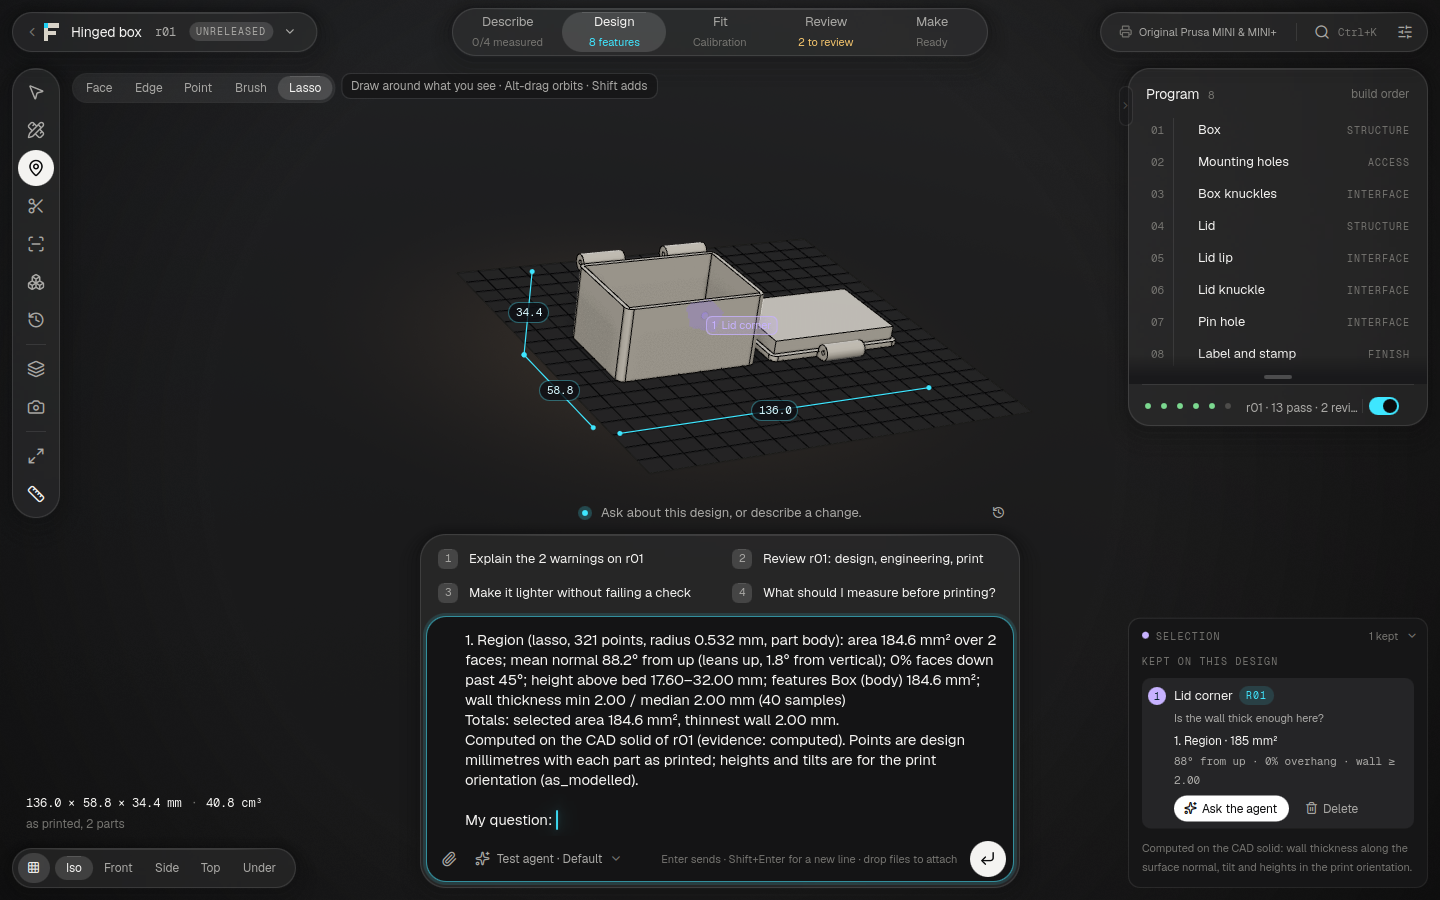 Hinged box r01 UNRELEASED
Describe
0/4 measured
Design
8 features
Fit
Calibration
Review
2 to review
Make
Ready
Original Prusa MINI & MINI+
Ctrl+K
Face Edge Point Brush Lasso
Draw around what you see · Alt-drag orbits · Shift adds
Program 8 build order
01 Box STRUCTURE
02 Mounting holes ACCESS
03 Box knuckles INTERFACE
04 Lid STRUCTURE
05 Lid lip INTERFACE
06 Lid knuckle INTERFACE
07 Pin hole INTERFACE
08 Label and stamp FINISH
r01 · 13 pass · 2 revi...
34.4
58.8
136.0
1 Lid corner
Ask about this design, or describe a change.
1 Explain the 2 warnings on r01
2 Review r01: design, engineering, print
3 Make it lighter without failing a check
4 What should I measure before printing?
1. Region (lasso, 321 points, radius 0.532 mm, part body): area 184.6 mm² over 2
faces; mean normal 88.2° from up (leans up, 1.8° from vertical); 0% faces down
past 45°; height above bed 17.60–32.00 mm; features Box (body) 184.6 mm²;
wall thickness min 2.00 / median 2.00 mm (40 samples)
Totals: selected area 184.6 mm², thinnest wall 2.00 mm.
Computed on the CAD solid of r01 (evidence: computed). Points are design
millimetres with each part as printed; heights and tilts are for the print
orientation (as_modelled).
My question:
Test agent · Default
Enter sends · Shift+Enter for a new line · drop files to attach
SELECTION 1 kept
KEPT ON THIS DESIGN
1 Lid corner R01
Is the wall thick enough here?
1. Region · 185 mm²
88° from up · 0% overhang · wall ≥
2.00
Ask the agent Delete
Computed on the CAD solid: wall thickness along the
surface normal, tilt and heights in the print orientation.
136.0 × 58.8 × 34.4 mm · 40.8 cm³
as printed, 2 parts
Iso Front Side Top Under